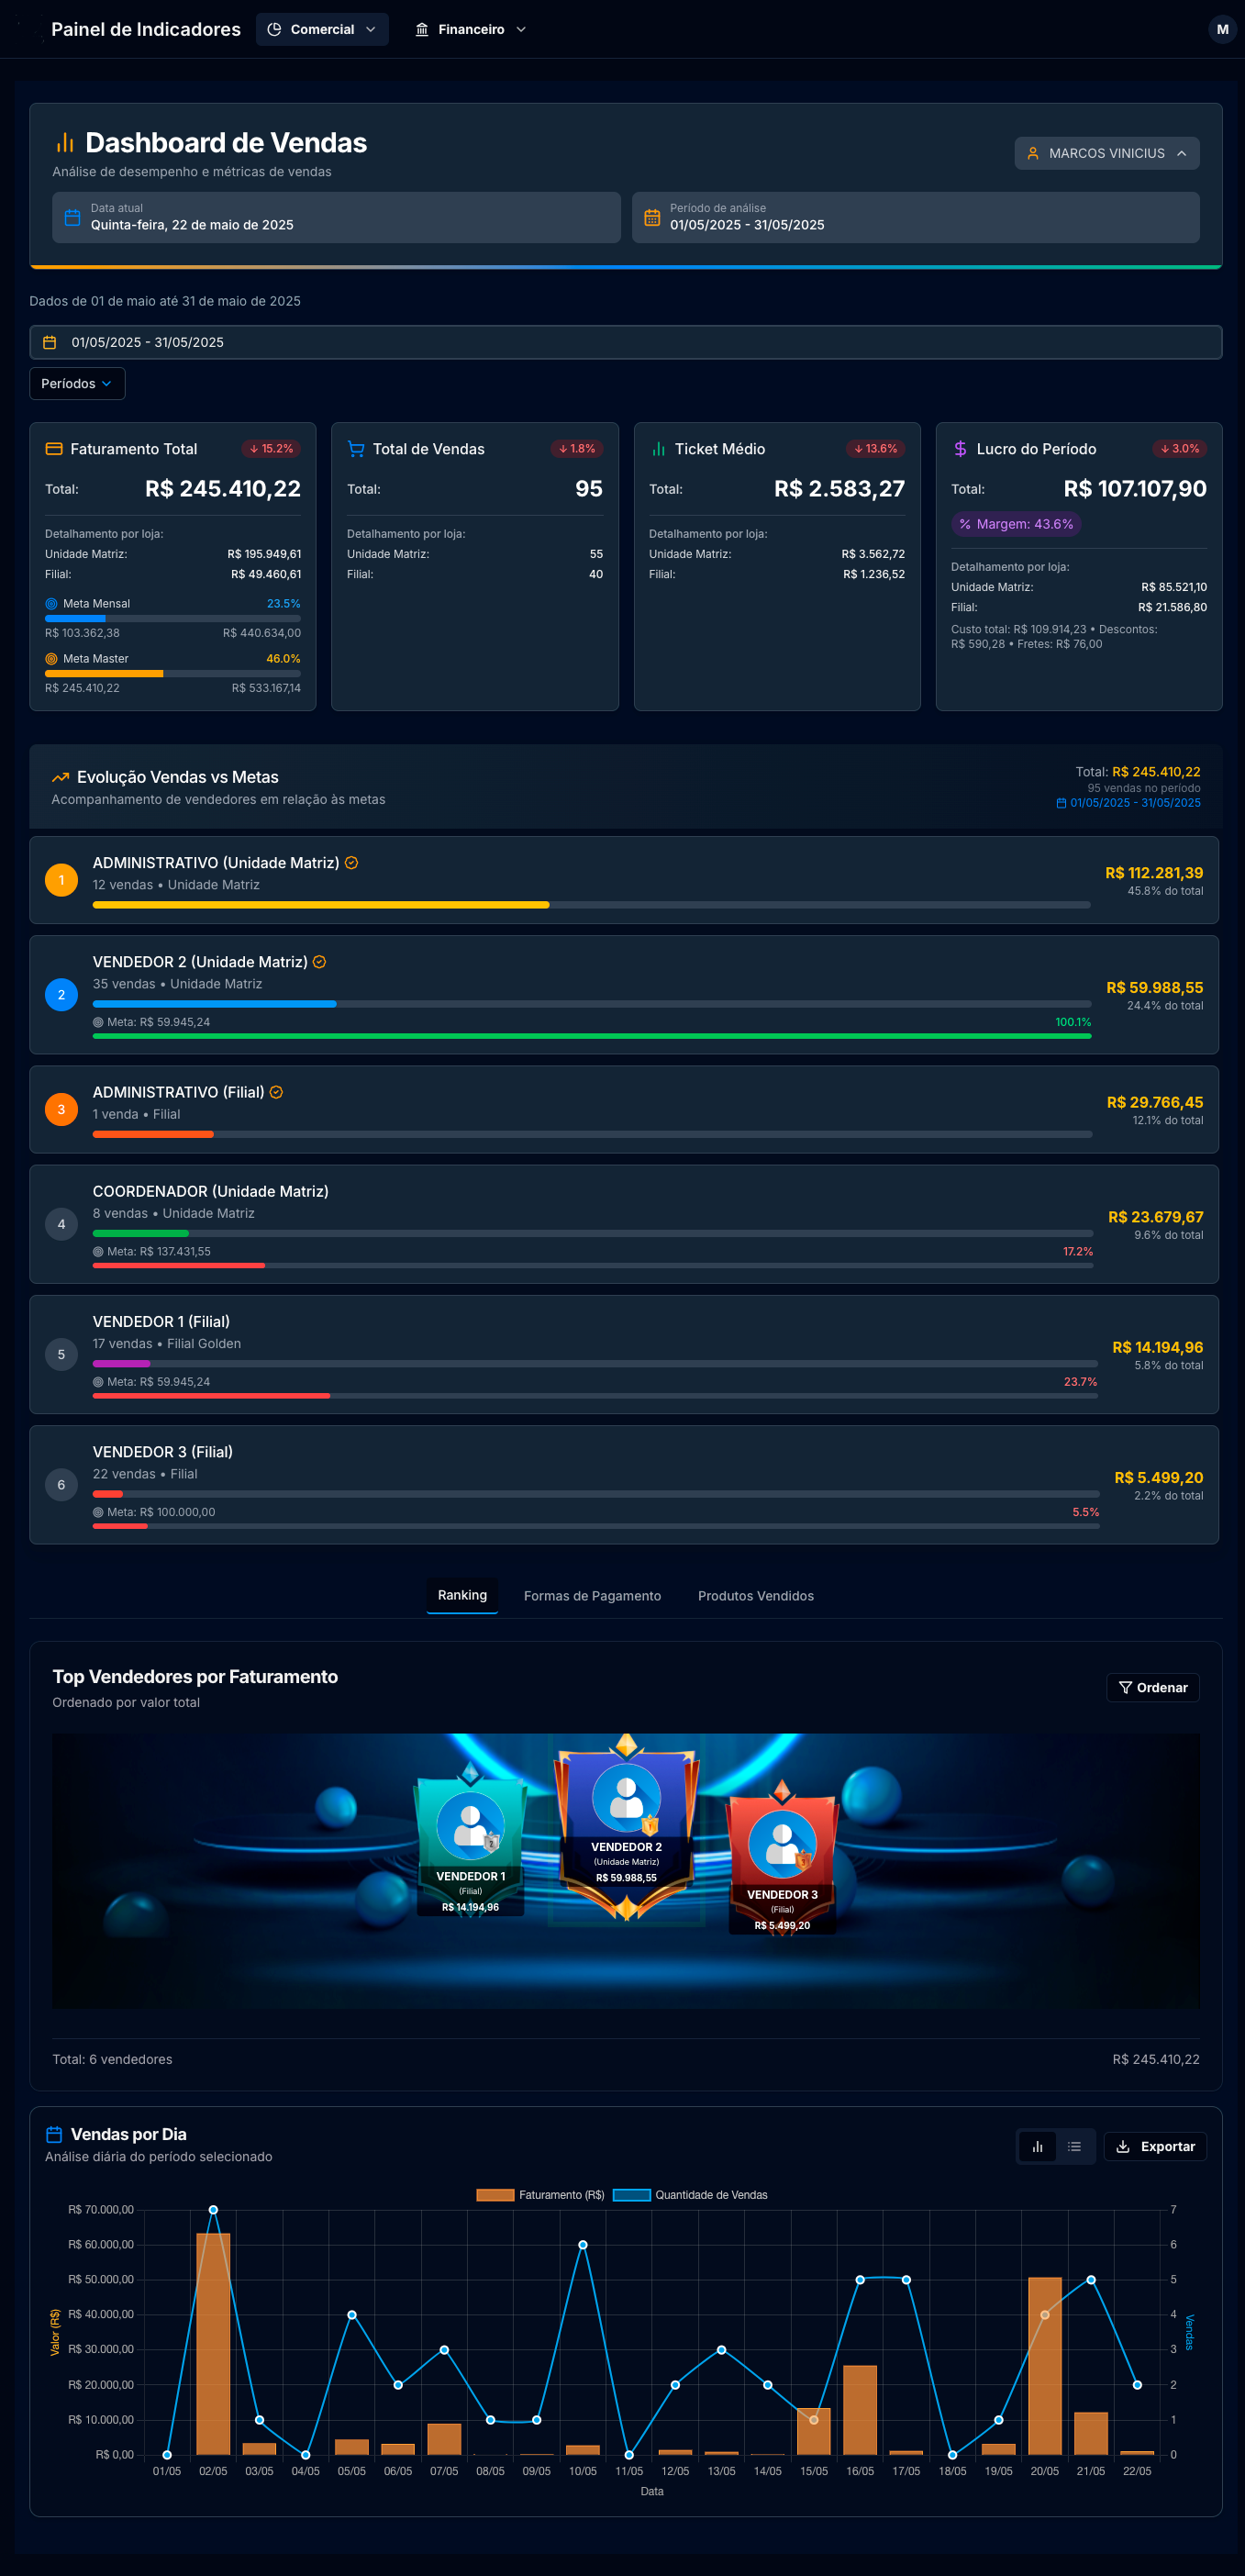 Painel de Indicadores
Comercial
Financeiro
M
Dashboard de Vendas
Análise de desempenho e métricas de vendas
MARCOS VINICIUS
Data atual
Quinta-feira, 22 de maio de 2025
Período de análise
01/05/2025 - 31/05/2025
Dados de 01 de maio até 31 de maio de 2025
01/05/2025 - 31/05/2025
Períodos
Faturamento Total
↓ 15.2%
Total:
R$ 245.410,22
Detalhamento por loja:
Unidade Matriz:
R$ 195.949,61
Filial:
R$ 49.460,61
Meta Mensal
23.5%
R$ 103.362,38
R$ 440.634,00
Meta Master
46.0%
R$ 245.410,22
R$ 533.167,14
Total de Vendas
↓ 1.8%
Total:
95
Detalhamento por loja:
Unidade Matriz:
55
Filial:
40
Ticket Médio
↓ 13.6%
Total:
R$ 2.583,27
Detalhamento por loja:
Unidade Matriz:
R$ 3.562,72
Filial:
R$ 1.236,52
Lucro do Período
↓ 3.0%
Total:
R$ 107.107,90
% Margem: 43.6%
Detalhamento por loja:
Unidade Matriz:
R$ 85.521,10
Filial:
R$ 21.586,80
Custo total: R$ 109.914,23 • Descontos:
R$ 590,28 • Fretes: R$ 76,00
Evolução Vendas vs Metas
Acompanhamento de vendedores em relação às metas
Total: R$ 245.410,22
95 vendas no período
01/05/2025 - 31/05/2025
1
ADMINISTRATIVO (Unidade Matriz)
12 vendas • Unidade Matriz
R$ 112.281,39
45.8% do total
2
VENDEDOR 2 (Unidade Matriz)
35 vendas • Unidade Matriz
Meta: R$ 59.945,24
100.1%
R$ 59.988,55
24.4% do total
3
ADMINISTRATIVO (Filial)
1 venda • Filial
R$ 29.766,45
12.1% do total
4
COORDENADOR (Unidade Matriz)
8 vendas • Unidade Matriz
Meta: R$ 137.431,55
17.2%
R$ 23.679,67
9.6% do total
5
VENDEDOR 1 (Filial)
17 vendas • Filial Golden
Meta: R$ 59.945,24
23.7%
R$ 14.194,96
5.8% do total
6
VENDEDOR 3 (Filial)
22 vendas • Filial
Meta: R$ 100.000,00
5.5%
R$ 5.499,20
2.2% do total
Ranking
Formas de Pagamento
Produtos Vendidos
Top Vendedores por Faturamento
Ordenado por valor total
Ordenar
VENDEDOR 1
(Filial)
R$ 14.194,96
VENDEDOR 2
(Unidade Matriz)
R$ 59.988,55
VENDEDOR 3
(Filial)
R$ 5.499,20
Total: 6 vendedores
R$ 245.410,22
Vendas por Dia
Análise diária do período selecionado
Exportar
Faturamento (R$)
Quantidade de Vendas
Valor (R$)
R$ 70.000,00
R$ 60.000,00
R$ 50.000,00
R$ 40.000,00
R$ 30.000,00
R$ 20.000,00
R$ 10.000,00
R$ 0,00
7
6
5
4
3
2
1
0
Vendas
01/05 02/05 03/05 04/05 05/05 06/05 07/05 08/05 09/05 10/05 11/05 12/05 13/05 14/05 15/05 16/05 17/05 18/05 19/05 20/05 21/05 22/05
Data